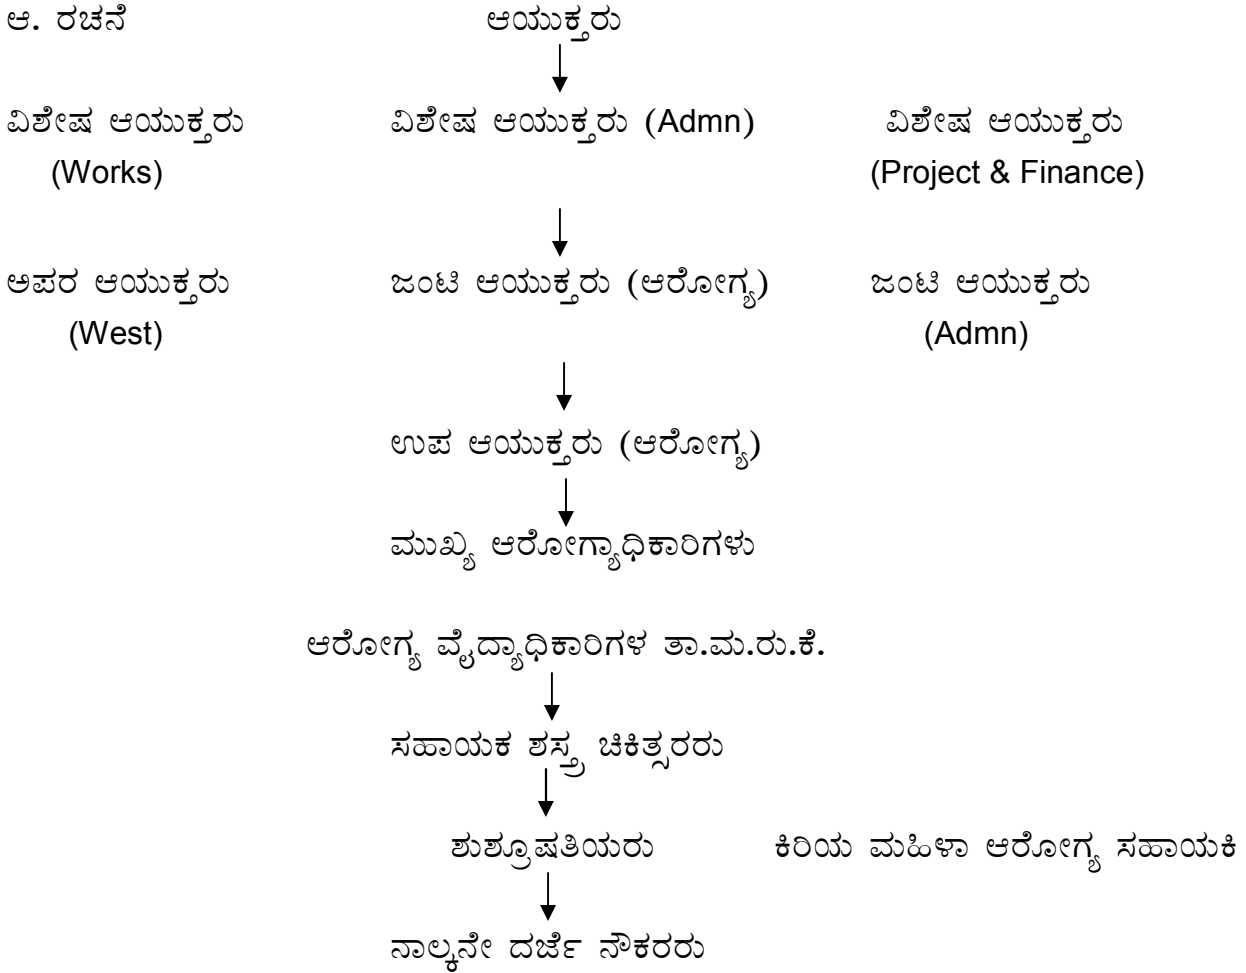 ಆ. ರಚನೆ ಆಯುಕ್ತರು
ವಿಶೇಷ ಆಯುಕ್ತರು ವಿಶೇಷ ಆಯುಕ್ತರು (Admn) ವಿಶೇಷ ಆಯುಕ್ತರು
(Works) (Project & Finance)
ಅಪರ ಆಯುಕ್ತರು ಜಂಟಿ ಆಯುಕ್ತರು (ಆರೋಗ್ಯ) ಜಂಟಿ ಆಯುಕ್ತರು
(West) (Admn)
ಉಪ ಆಯುಕ್ತರು (ಆರೋಗ್ಯ)
ಮುಖ್ಯ ಆರೋಗ್ಯಾಧಿಕಾರಿಗಳು
ಆರೋಗ್ಯ ವೈದ್ಯಾಧಿಕಾರಿಗಳ ತಾ.ಮ.ರು.ಕೆ.
ಸಹಾಯಕ ಶಸ್ತ್ರ ಚಿಕಿತ್ಸರರು
ಶುಶ್ರೂಷತಿಯರು ಕಿರಿಯ ಮಹಿಳಾ ಆರೋಗ್ಯ ಸಹಾಯಕಿ
ನಾಲ್ಕನೇ ದರ್ಜೆ ನೌಕರರು